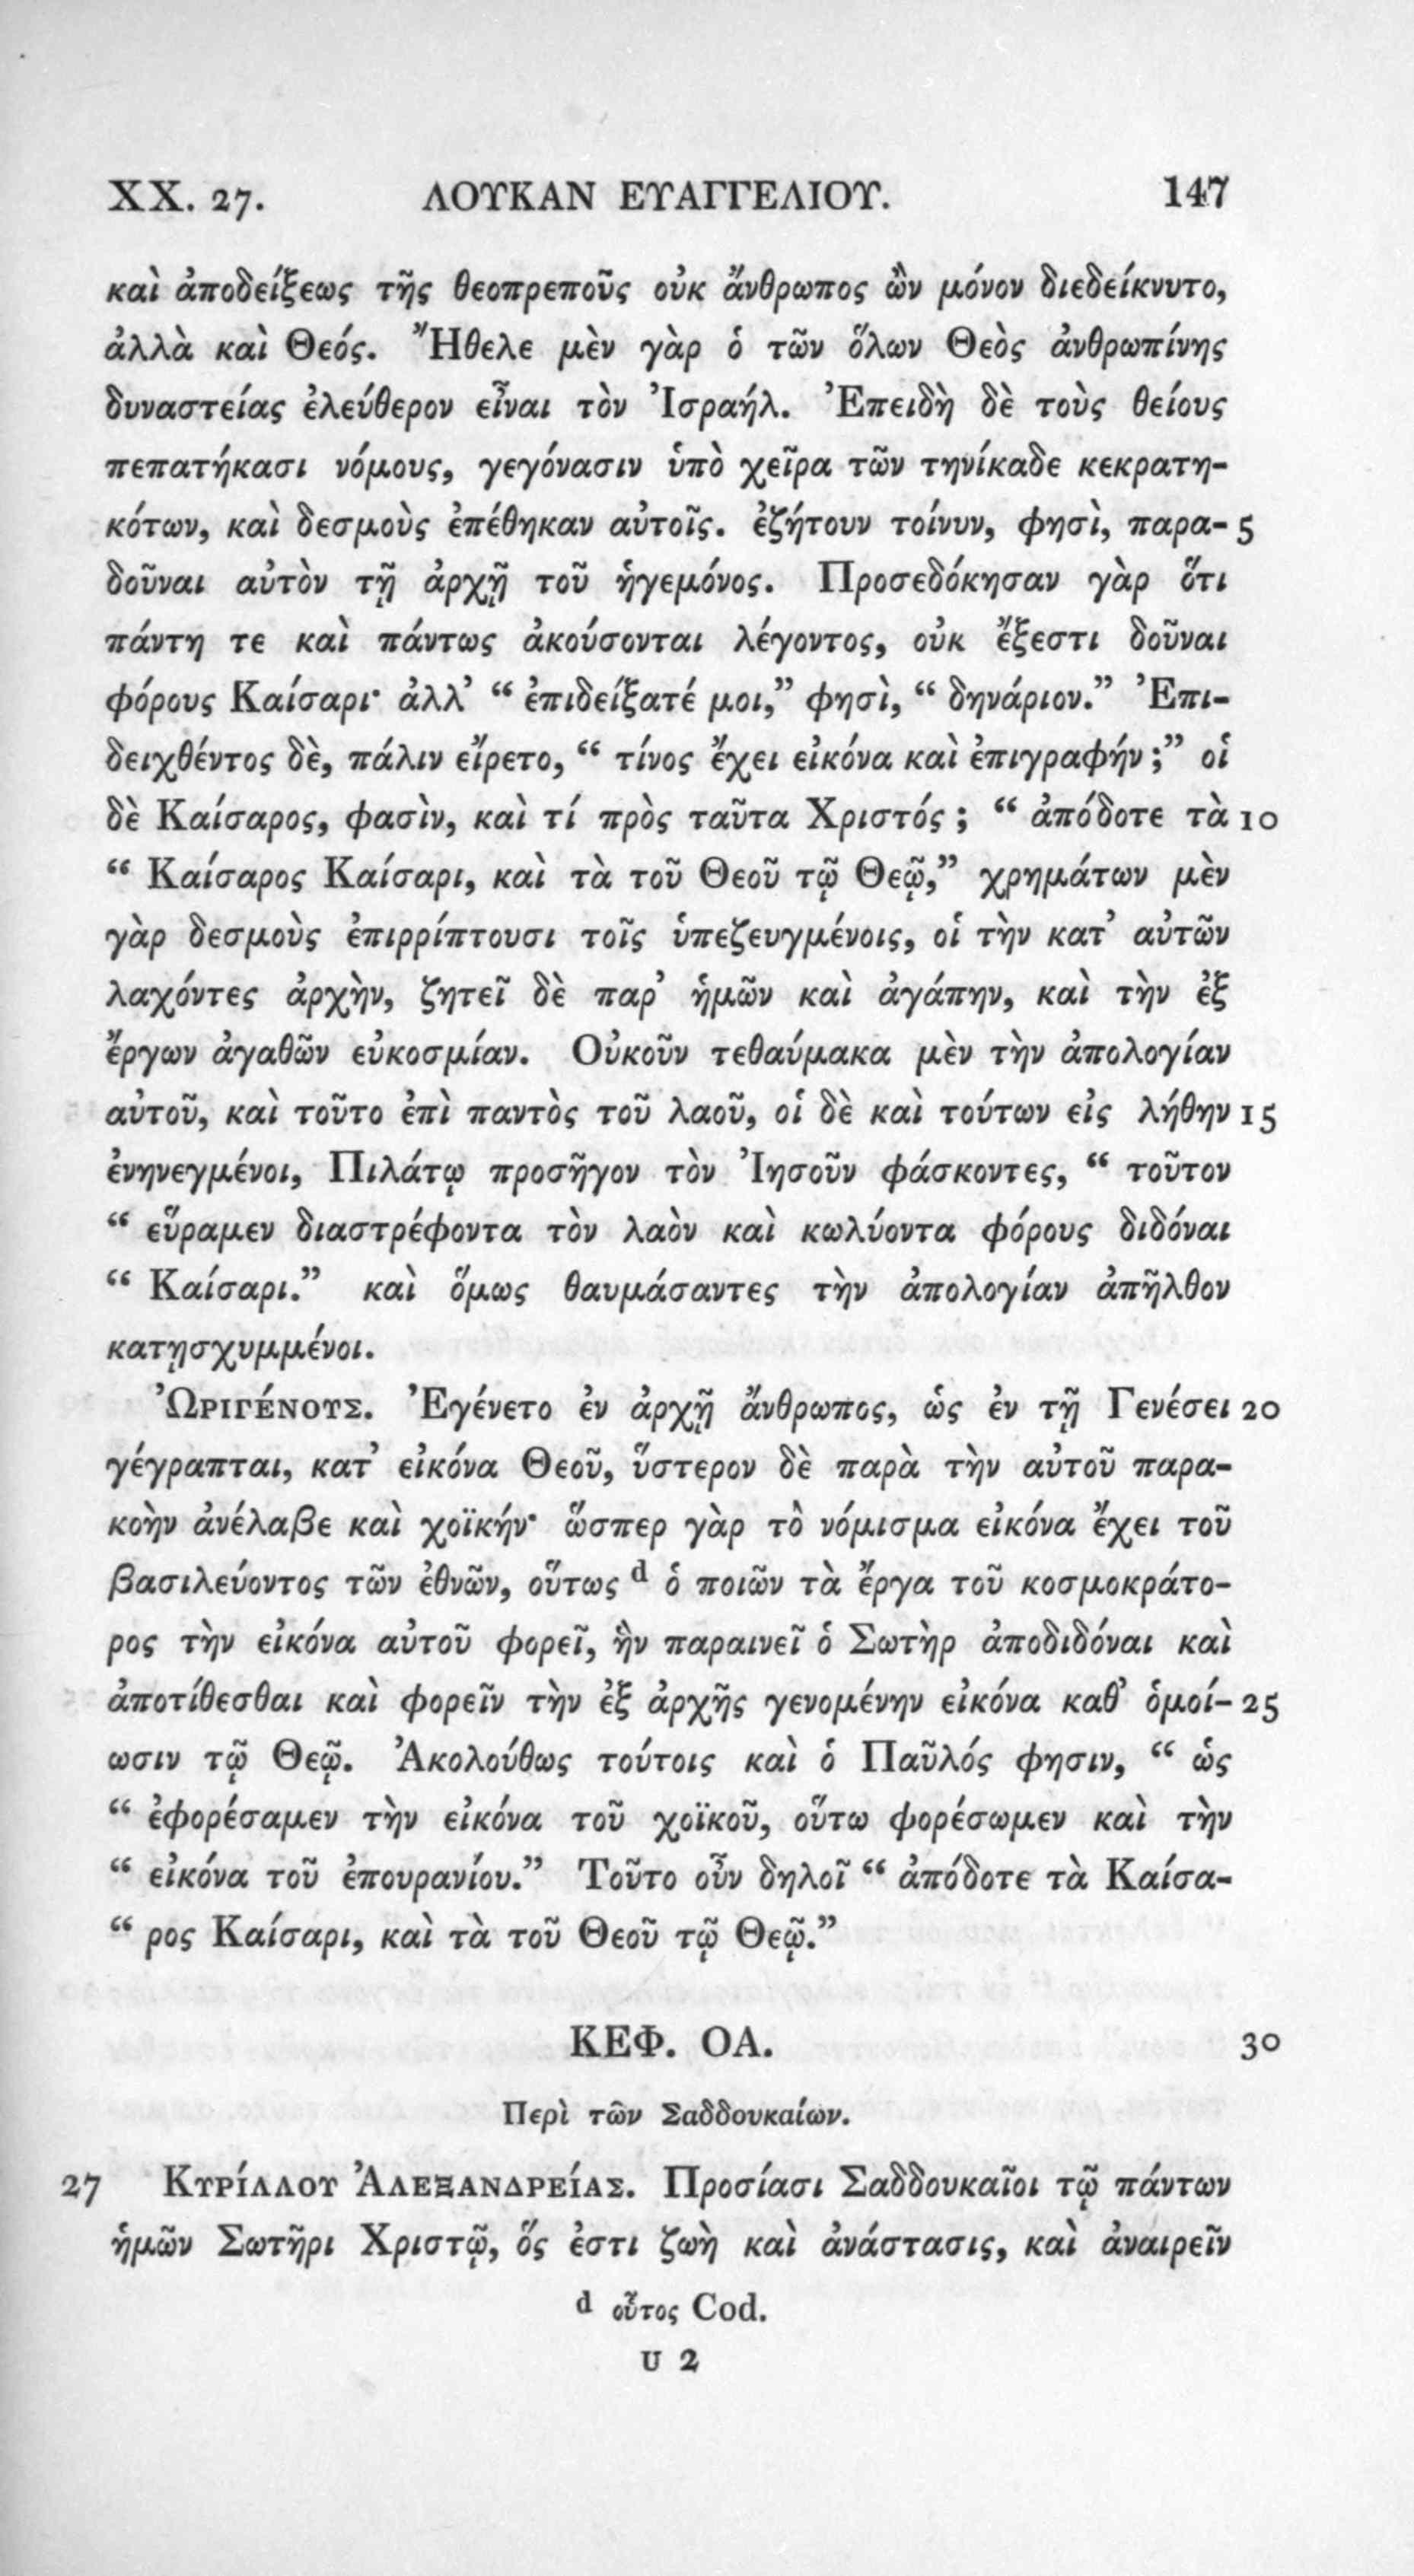 XX. 27. ΛΟΥΚΑΝ ΕΥΑΓΓΕΛΙΟΥ. 147
καὶ ἀποδείξεως τῆς θεοπρεποῦς οὐκ ἄνθρωπος ὢν μόνον διεδείκνυτο,
ἀλλὰ καὶ Θεός. Ἤθελε μὲν γὰρ ὁ τῶν ὅλων Θεὸς ἀνθρωπίνης
δυναστείας ἐλεύθερον εἶναι τὸν Ἰσραήλ. Ἐπειδὴ δὲ τοὺς θείους
πεπατήκασι νόμους, γεγόνασιν ὑπὸ χεῖρα τῶν τηνίκαδε κεκρατη-
κότων, καὶ δεσμοὺς ἐπέθηκαν αὐτοῖς. ἐζήτουν τοίνυν, φησὶ, παρα- 5
δοῦναι αὐτὸν τῇ ἀρχῇ τοῦ ἡγεμόνος. Προσεδόκησαν γὰρ ὅτι
πάντη τε καὶ πάντως ἀκούσονται λέγοντος, οὐκ ἔξεστι δοῦναι
φόρους Καίσαρι· ἀλλ' “ ἐπιδείξατέ μοι,” φησὶ, “ δηνάριον.” Ἐπι-
δειχθέντος δὲ, πάλιν εἴρετο, “ τίνος ἔχει εἰκόνα καὶ ἐπιγραφήν ;” οἱ
δὲ Καίσαρος, φασὶν, καὶ τί πρὸς ταῦτα Χριστός ; “ ἀπόδοτε τὰ 10
“ Καίσαρος Καίσαρι, καὶ τὰ τοῦ Θεοῦ τῷ Θεῷ,” χρημάτων μὲν
γὰρ δεσμοὺς ἐπιρρίπτουσι τοῖς ὑπεζευγμένοις, οἱ τὴν κατ' αὐτῶν
λαχόντες ἀρχὴν, ζητεῖ δὲ παρ' ἡμῶν καὶ ἀγάπην, καὶ τὴν ἐξ
ἔργων ἀγαθῶν εὐκοσμίαν. Οὐκοῦν τεθαύμακα μὲν τὴν ἀπολογίαν
αὐτοῦ, καὶ τοῦτο ἐπὶ παντὸς τοῦ λαοῦ, οἱ δὲ καὶ τούτων εἰς λήθην 15
ἐνηνεγμένοι, Πιλάτῳ προσῆγον τὸν Ἰησοῦν φάσκοντες, “ τοῦτον
“ εὕραμεν διαστρέφοντα τὸν λαὸν καὶ κωλύοντα φόρους διδόναι
“ Καίσαρι.” καὶ ὅμως θαυμάσαντες τὴν ἀπολογίαν ἀπῆλθον
κατῃσχυμμένοι.
ὨΡΙΓΈΝΟΥΣ. Ἐγένετο ἐν ἀρχῇ ἄνθρωπος, ὡς ἐν τῇ Γενέσει 20
γέγραπται, κατ' εἰκόνα Θεοῦ, ὕστερον δὲ παρὰ τὴν αὐτοῦ παρα-
κοὴν ἀνέλαβε καὶ χοϊκήν· ὥσπερ γὰρ τὸ νόμισμα εἰκόνα ἔχει τοῦ
βασιλεύοντος τῶν ἐθνῶν, οὕτως d ὁ ποιῶν τὰ ἔργα τοῦ κοσμοκράτο-
ρος τὴν εἰκόνα αὐτοῦ φορεῖ, ἣν παραινεῖ ὁ Σωτὴρ ἀποδιδόναι καὶ
ἀποτίθεσθαι καὶ φορεῖν τὴν ἐξ ἀρχῆς γενομένην εἰκόνα καθ' ὁμοί- 25
ωσιν τῷ Θεῷ. Ἀκολούθως τούτοις καὶ ὁ Παῦλός φησιν, “ ὡς
“ ἐφορέσαμεν τὴν εἰκόνα τοῦ χοϊκοῦ, οὕτω φορέσωμεν καὶ τὴν
“ εἰκόνα τοῦ ἐπουρανίου.” Τοῦτο οὖν δηλοῖ “ ἀπόδοτε τὰ Καίσα-
“ ρος Καίσαρι, καὶ τὰ τοῦ Θεοῦ τῷ Θεῷ.”
ΚΕΦ. ΟΑ. 30
Περὶ τῶν Σαδδουκαίων.
27 ΚΥΡΊΛΛΟΥ ἈΛΕΞΑΝΔΡΕΊΑΣ. Προσίασι Σαδδουκαῖοι τῷ πάντων
ἡμῶν Σωτῆρι Χριστῷ, ὅς ἐστι ζωὴ καὶ ἀνάστασις, καὶ ἀναιρεῖν
d οὗτος Cod.
U 2